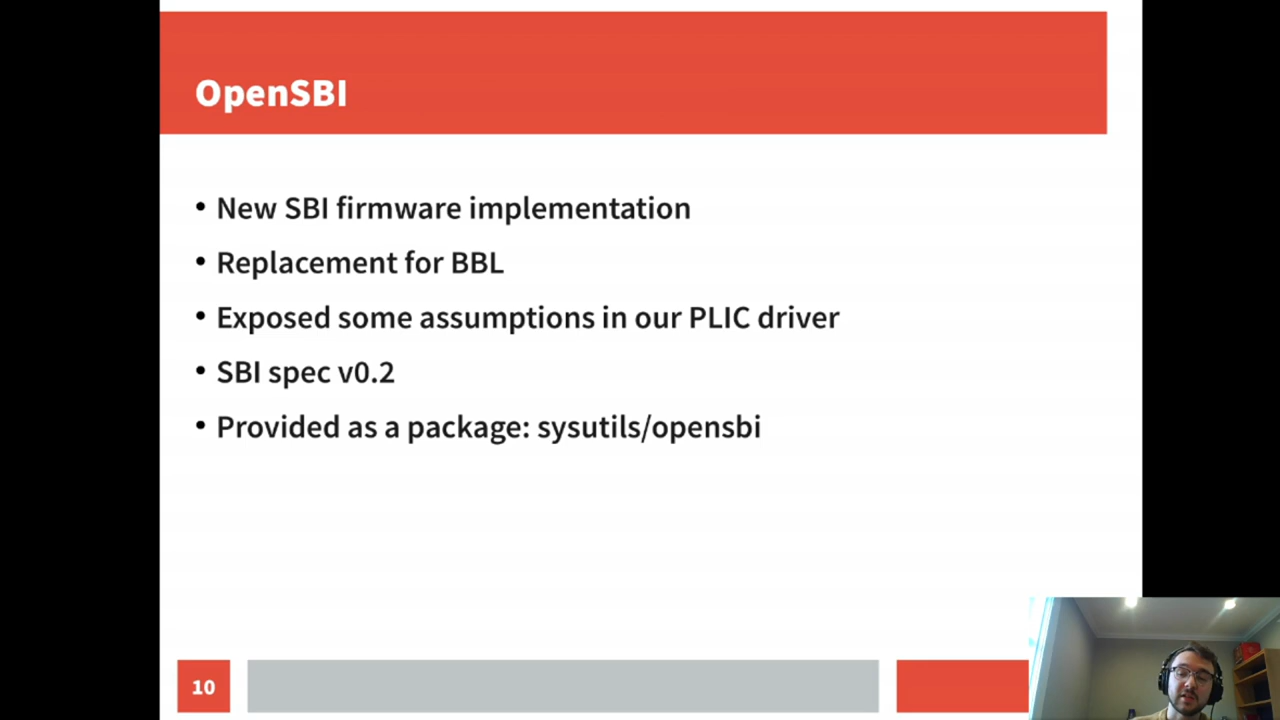 OpenSBI
• New SBI firmware implementation
• Replacement for BBL
• Exposed some assumptions in our PLIC driver
• SBI spec v0.2
• Provided as a package: sysutils/opensbi
10